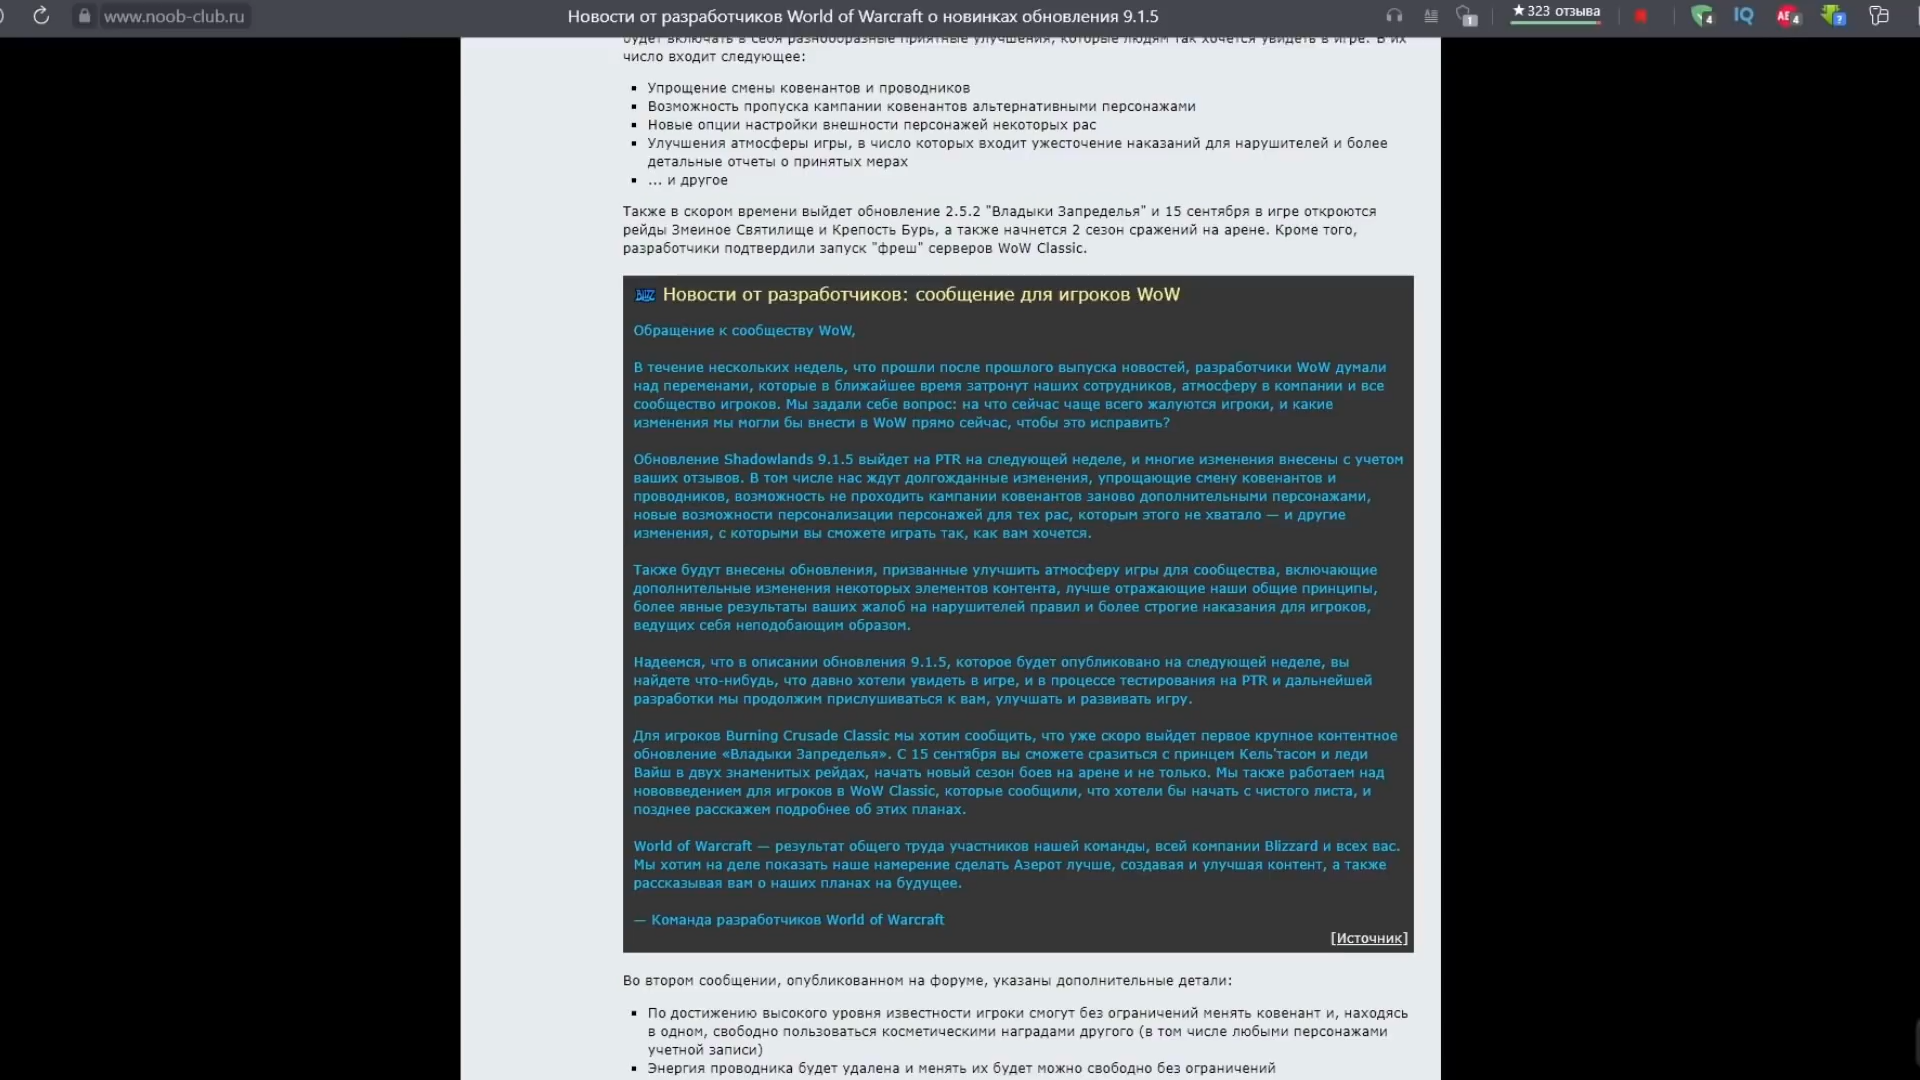 www.noob-club.ru
Новости от разработчиков World of Warcraft о новинках обновления 9.1.5
★ 323 отзыва
будет включать в себя разнообразные приятные улучшения, которые людям так хочется увидеть в игре. В их
число входит следующее:
▪ Упрощение смены ковенантов и проводников
▪ Возможность пропуска кампании ковенантов альтернативными персонажами
▪ Новые опции настройки внешности персонажей некоторых рас
▪ Улучшения атмосферы игры, в число которых входит ужесточение наказаний для нарушителей и более
детальные отчеты о принятых мерах
▪ ... и другое
Также в скором времени выйдет обновление 2.5.2 "Владыки Запределья" и 15 сентября в игре откроются
рейды Змеиное Святилище и Крепость Бурь, а также начнется 2 сезон сражений на арене. Кроме того,
разработчики подтвердили запуск "фреш" серверов WoW Classic.
BLIZZ Новости от разработчиков: сообщение для игроков WoW
Обращение к сообществу WoW,
В течение нескольких недель, что прошли после прошлого выпуска новостей, разработчики WoW думали
над переменами, которые в ближайшее время затронут наших сотрудников, атмосферу в компании и все
сообщество игроков. Мы задали себе вопрос: на что сейчас чаще всего жалуются игроки, и какие
изменения мы могли бы внести в WoW прямо сейчас, чтобы это исправить?
Обновление Shadowlands 9.1.5 выйдет на PTR на следующей неделе, и многие изменения внесены с учетом
ваших отзывов. В том числе нас ждут долгожданные изменения, упрощающие смену ковенантов и
проводников, возможность не проходить кампании ковенантов заново дополнительными персонажами,
новые возможности персонализации персонажей для тех рас, которым этого не хватало — и другие
изменения, с которыми вы сможете играть так, как вам хочется.
Также будут внесены обновления, призванные улучшить атмосферу игры для сообщества, включающие
дополнительные изменения некоторых элементов контента, лучше отражающие наши общие принципы,
более явные результаты ваших жалоб на нарушителей правил и более строгие наказания для игроков,
ведущих себя неподобающим образом.
Надеемся, что в описании обновления 9.1.5, которое будет опубликовано на следующей неделе, вы
найдете что-нибудь, что давно хотели увидеть в игре, и в процессе тестирования на PTR и дальнейшей
разработки мы продолжим прислушиваться к вам, улучшать и развивать игру.
Для игроков Burning Crusade Classic мы хотим сообщить, что уже скоро выйдет первое крупное контентное
обновление «Владыки Запределья». С 15 сентября вы сможете сразиться с принцем Кель'тасом и леди
Вайш в двух знаменитых рейдах, начать новый сезон боев на арене и не только. Мы также работаем над
нововведением для игроков в WoW Classic, которые сообщили, что хотели бы начать с чистого листа, и
позднее расскажем подробнее об этих планах.
World of Warcraft — результат общего труда участников нашей команды, всей компании Blizzard и всех вас.
Мы хотим на деле показать наше намерение сделать Азерот лучше, создавая и улучшая контент, а также
рассказывая вам о наших планах на будущее.
— Команда разработчиков World of Warcraft
[Источник]
Во втором сообщении, опубликованном на форуме, указаны дополнительные детали:
▪ По достижению высокого уровня известности игроки смогут без ограничений менять ковенант и, находясь
в одном, свободно пользоваться косметическими наградами другого (в том числе любыми персонажами
учетной записи)
▪ Энергия проводника будет удалена и менять их будет можно свободно без ограничений